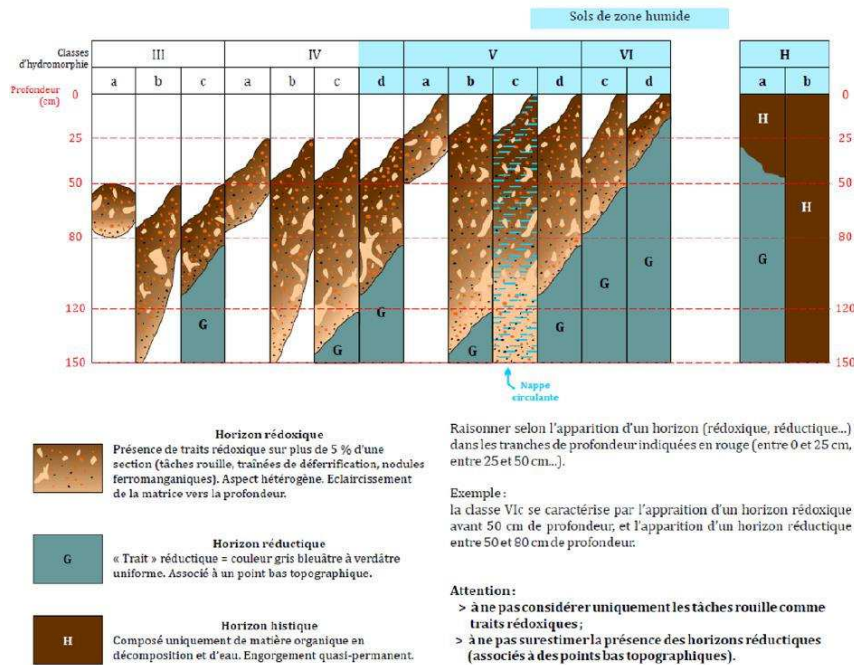 Sols de zone humide
Classes d'hydromorphie III IV V VI H
a b c a b c d a b c d c d a b
Profondeur (cm)
0 0
25 25
50 50
80 80
120 120
150 150
H
H
G
G
G
G
G
G
G
G
Nappe circulante
Horizon rédoxique
Présence de traits rédoxique sur plus de 5 % d'une
section (tâches rouille, traînées de déferrification, nodules
ferromanganiques). Aspect hétérogène. Eclaircissement
de la matrice vers la profondeur.
G
Horizon réductique
« Trait » réductique = couleur gris bleuâtre à verdâtre
uniforme. Associé à un point bas topographique.
H
Horizon histique
Composé uniquement de matière organique en
décomposition et d'eau. Engorgement quasi-permanent.
Raisonner selon l'apparition d'un horizon (rédoxique, réductique...)
dans les tranches de profondeur indiquées en rouge (entre 0 et 25 cm,
entre 25 et 50 cm...).
Exemple :
la classe VIc se caractérise par l'appraition d'un horizon rédoxique
avant 50 cm de profondeur, et l'apparition d'un horizon réductique
entre 50 et 80 cm de profondeur.
Attention :
> à ne pas considérer uniquement les tâches rouille comme
traits rédoxiques ;
> à ne pas surestimer la présence des horizons réductiques
(associés à des points bas topographiques).